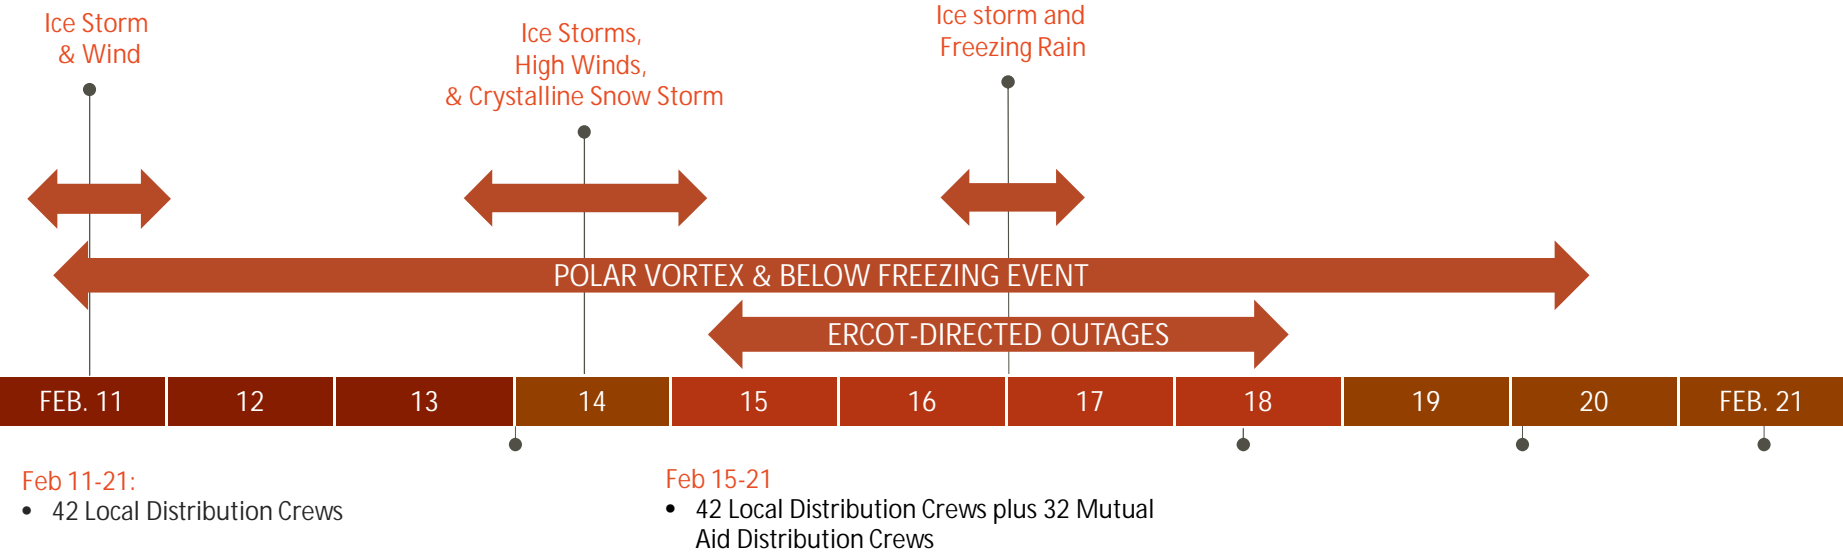 Ice Storm
& Wind
Ice Storms,
High Winds,
& Crystalline Snow Storm
Ice storm and
Freezing Rain
POLAR VORTEX & BELOW FREEZING EVENT
ERCOT-DIRECTED OUTAGES
FEB. 11 12 13 14 15 16 17 18 19 20 FEB. 21
Feb 11-21:
• 42 Local Distribution Crews
Feb 15-21
• 42 Local Distribution Crews plus 32 Mutual
Aid Distribution Crews